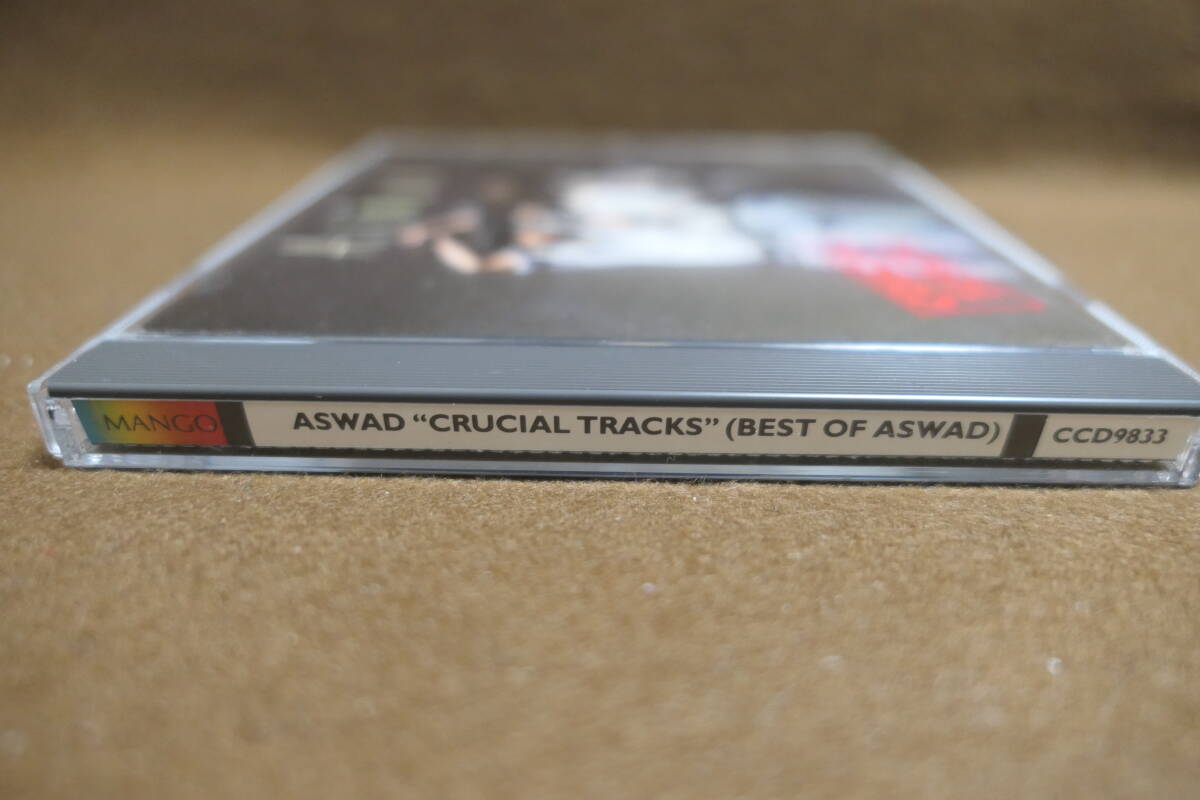 MANGO
ASWAD “CRUCIAL TRACKS” (BEST OF ASWAD)
CCD9833